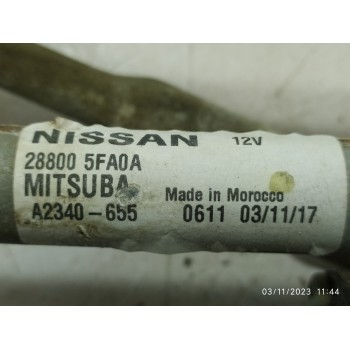 NISSAN 12V
28800 5FA0A
MITSUBA Made in Morocco
A2340-655 0611 03/11/17
03/11/2023 11:44